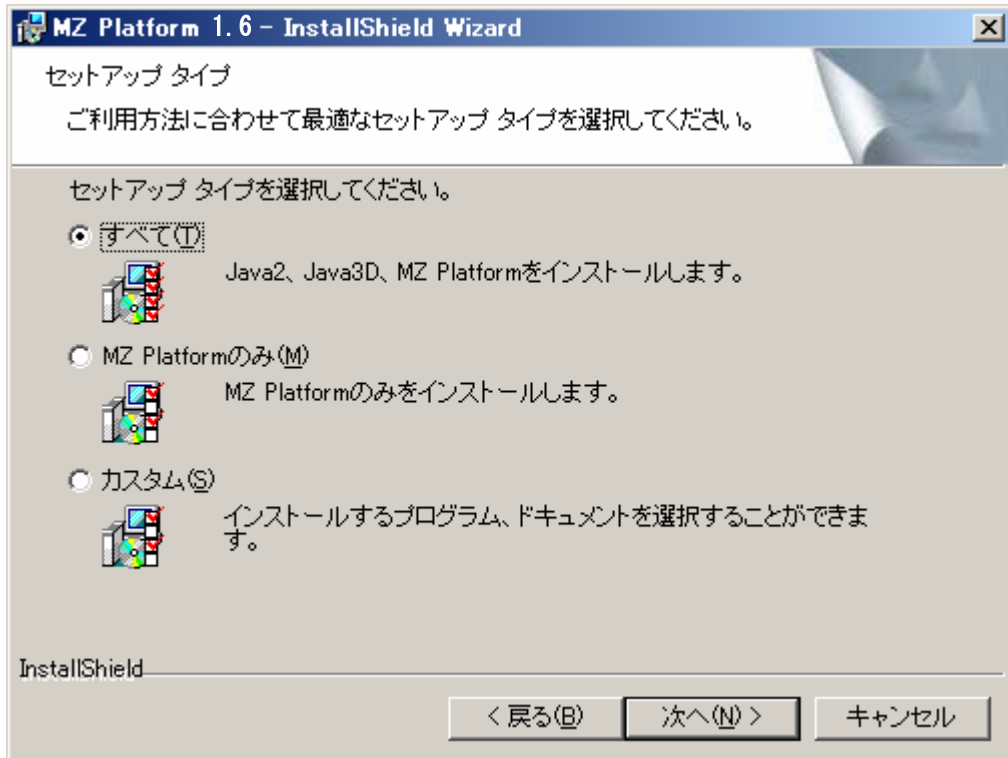 MZ Platform 1.6 - InstallShield Wizard
セットアップ タイプ
ご利用方法に合わせて最適なセットアップ タイプを選択してください。
セットアップ タイプを選択してください。
すべて(T)
Java2、Java3D、MZ Platformをインストールします。
MZ Platformのみ(M)
MZ Platformのみをインストールします。
カスタム(S)
インストールするプログラム、ドキュメントを選択することができま
す。
InstallShield
< 戻る(B) 次へ(N) > キャンセル